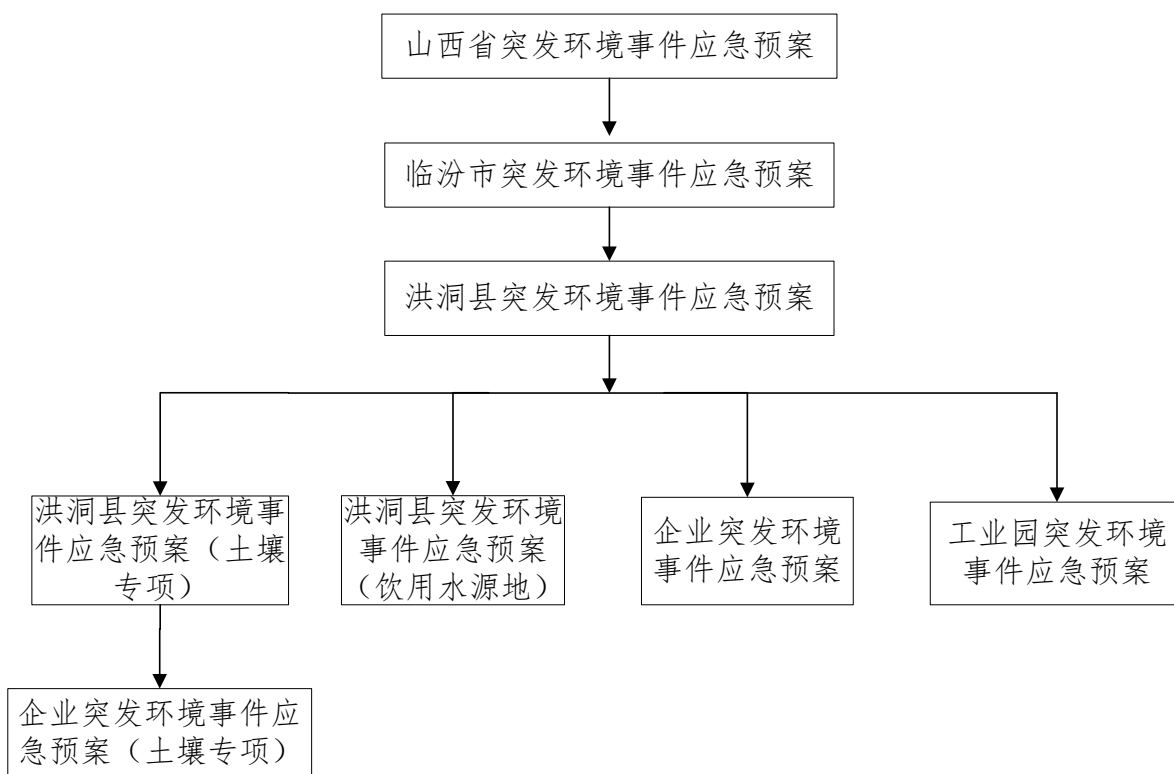 山西省突发环境事件应急预案
临汾市突发环境事件应急预案
洪洞县突发环境事件应急预案
洪洞县突发环境事
件应急预案（土壤
专项）
洪洞县突发环境
事件应急预案
（饮用水源地）
企业突发环境
事件应急预案
工业园突发环境
事件应急预案
企业突发环境事件应
急预案（土壤专项）